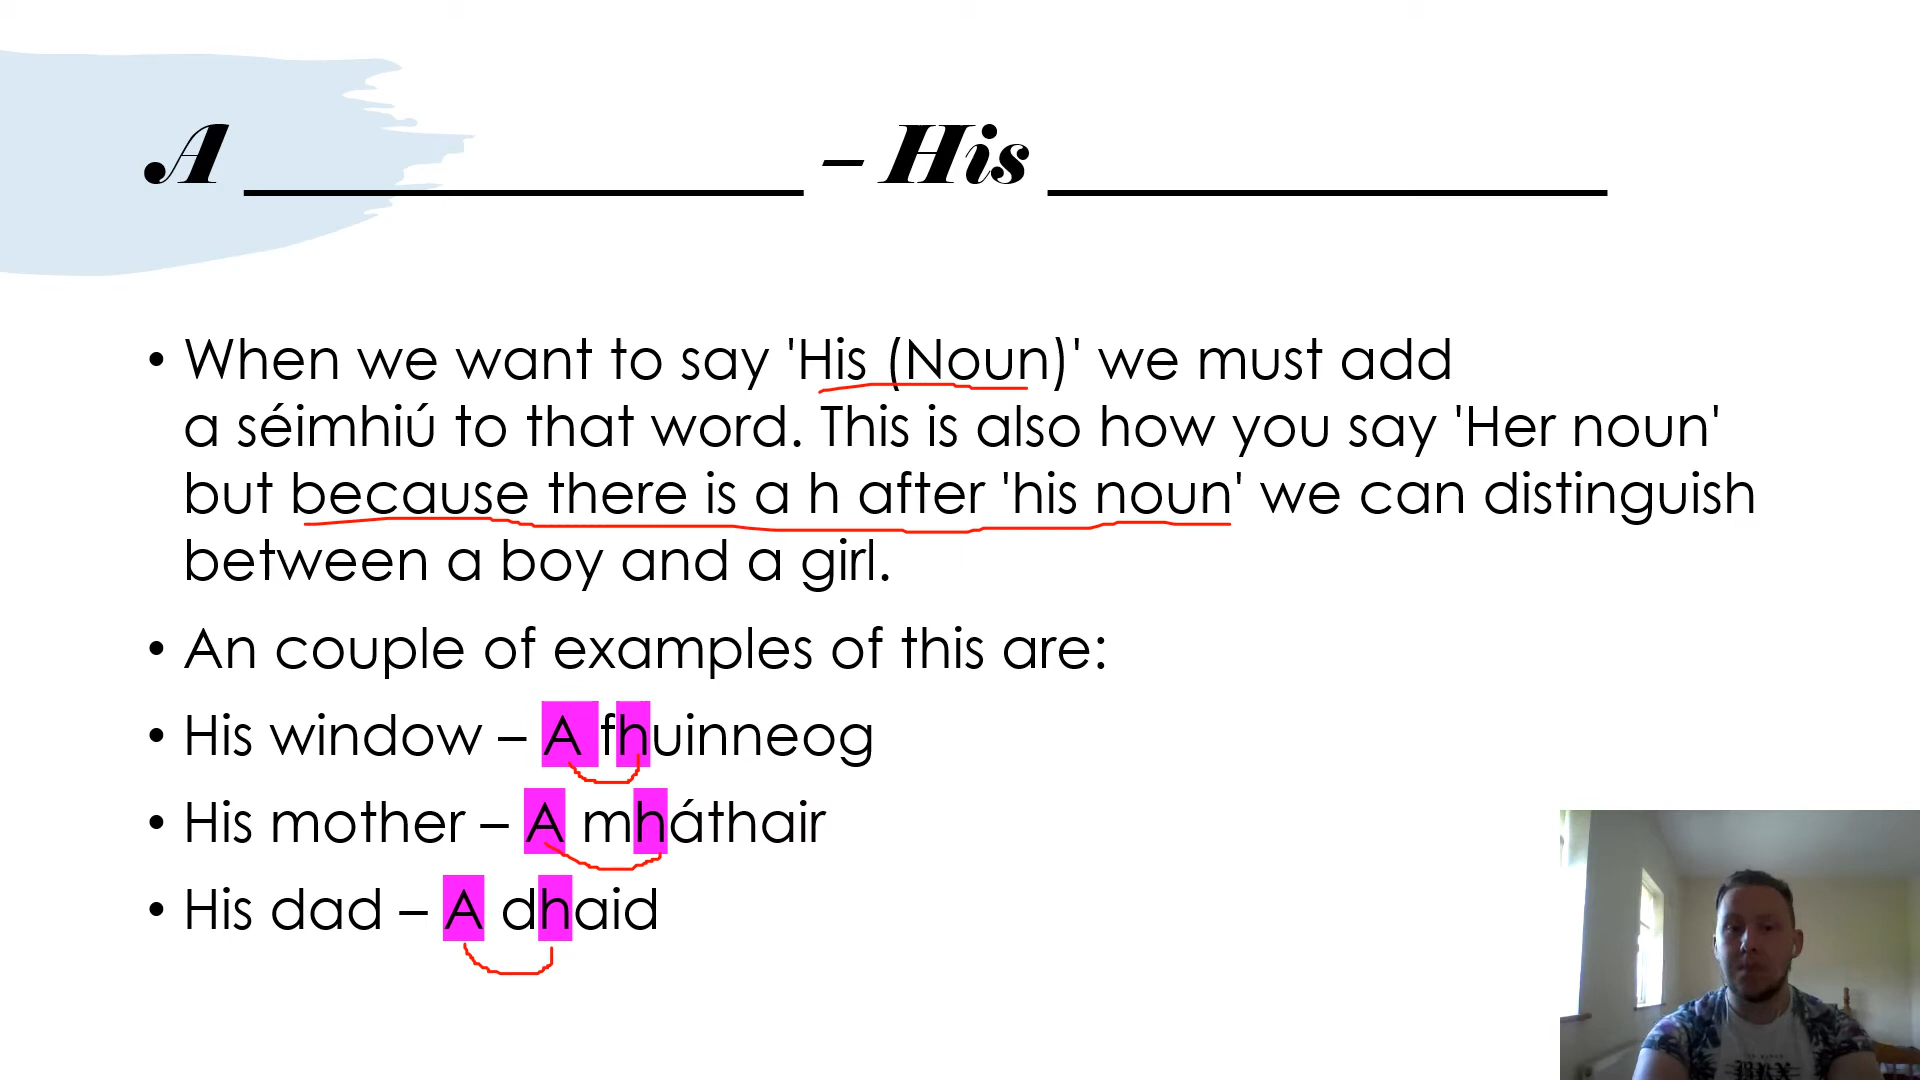 A ______________ – His ______________
• When we want to say 'His (Noun)' we must add
a séimhiú to that word. This is also how you say 'Her noun'
but because there is a h after 'his noun' we can distinguish
between a boy and a girl.
• An couple of examples of this are:
• His window – A fhuinneog
• His mother – A mháthair
• His dad – A dhaid